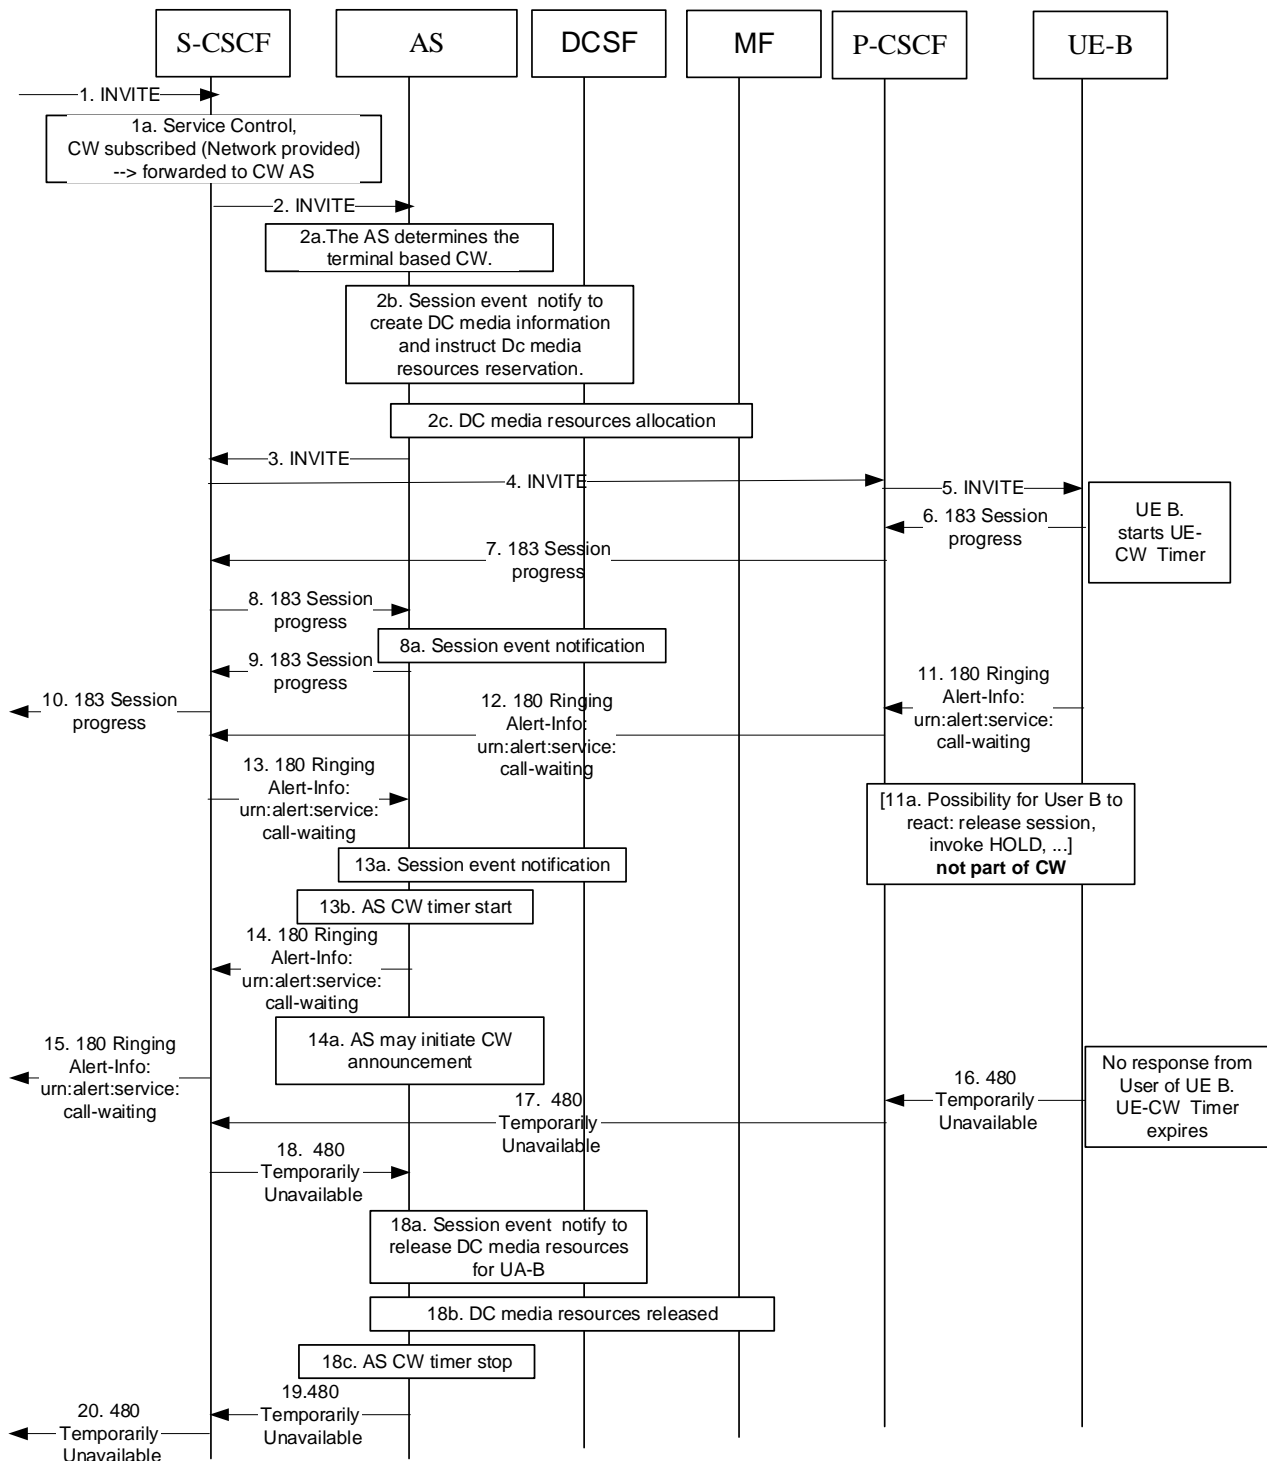 S-CSCF
AS
DCSF
MF
P-CSCF
UE-B
1. INVITE
1a. Service Control,
CW subscribed (Network provided)
--> forwarded to CW AS
2. INVITE
2a.The AS determines the
terminal based CW.
2b. Session event  notify to
create DC media information
and instruct Dc media
resources reservation.
2c. DC media resources allocation
3. INVITE
4. INVITE
5. INVITE
UE B.
starts UE-
CW  Timer
6. 183 Session
progress
7. 183 Session
progress
8. 183 Session
progress
8a. Session event notification
9. 183 Session
progress
10. 183 Session
progress
11. 180 Ringing
Alert-Info:
urn:alert:service:
call-waiting
12. 180 Ringing
Alert-Info:
urn:alert:service:
call-waiting
13. 180 Ringing
Alert-Info:
urn:alert:service:
call-waiting
[11a. Possibility for User B to
react: release session,
invoke HOLD, ...]
not part of CW
13a. Session event notification
13b. AS CW timer start
14. 180 Ringing
Alert-Info:
urn:alert:service:
call-waiting
14a. AS may initiate CW
announcement
15. 180 Ringing
Alert-Info:
urn:alert:service:
call-waiting
No response from
User of UE B.
UE-CW  Timer
expires
16. 480
Temporarily
Unavailable
17.  480
Temporarily
Unavailable
18.  480
Temporarily
Unavailable
18a. Session event  notify to
release DC media resources
for UA-B
18b. DC media resources released
18c. AS CW timer stop
19.480
Temporarily
Unavailable
20. 480
Temporarily
Unavailable